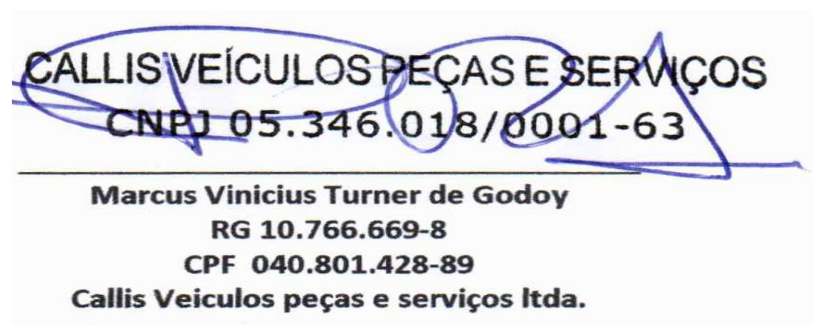 CALLIS VEÍCULOS PEÇAS E SERVIÇOS
CNPJ 05.346.018/0001-63
Marcus Vinicius Turner de Godoy
RG 10.766.669-8
CPF 040.801.428-89
Callis Veiculos peças e serviços ltda.